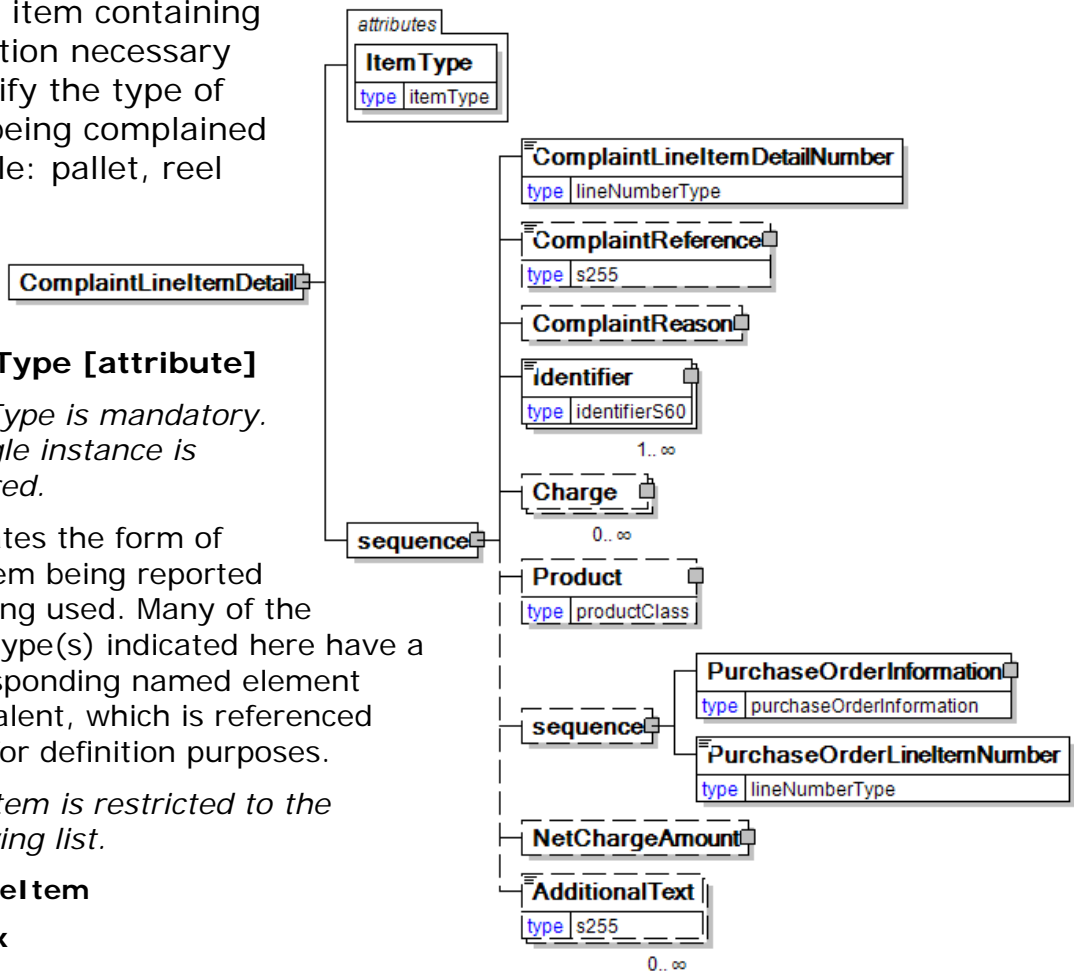 item containing
tion necessary
ify the type of
being complained
le: pallet, reel
ComplaintLineItemDetail
Type [attribute]
Type is mandatory.
gle instance is
red.
ates the form of
em being reported
ng used. Many of the
ype(s) indicated here have a
sponding named element
alent, which is referenced
for definition purposes.
tem is restricted to the
ing list.
eItem
x
attributes
ItemType
type itemType
sequence
ComplaintLineItemDetailNumber
type lineNumberType
ComplaintReference
type s255
ComplaintReason
Identifier
type identifierS60
1.. ∞
Charge
0.. ∞
Product
type productClass
sequence
PurchaseOrderInformation
type purchaseOrderInformation
PurchaseOrderLineItemNumber
type lineNumberType
NetChargeAmount
AdditionalText
type s255
0.. ∞